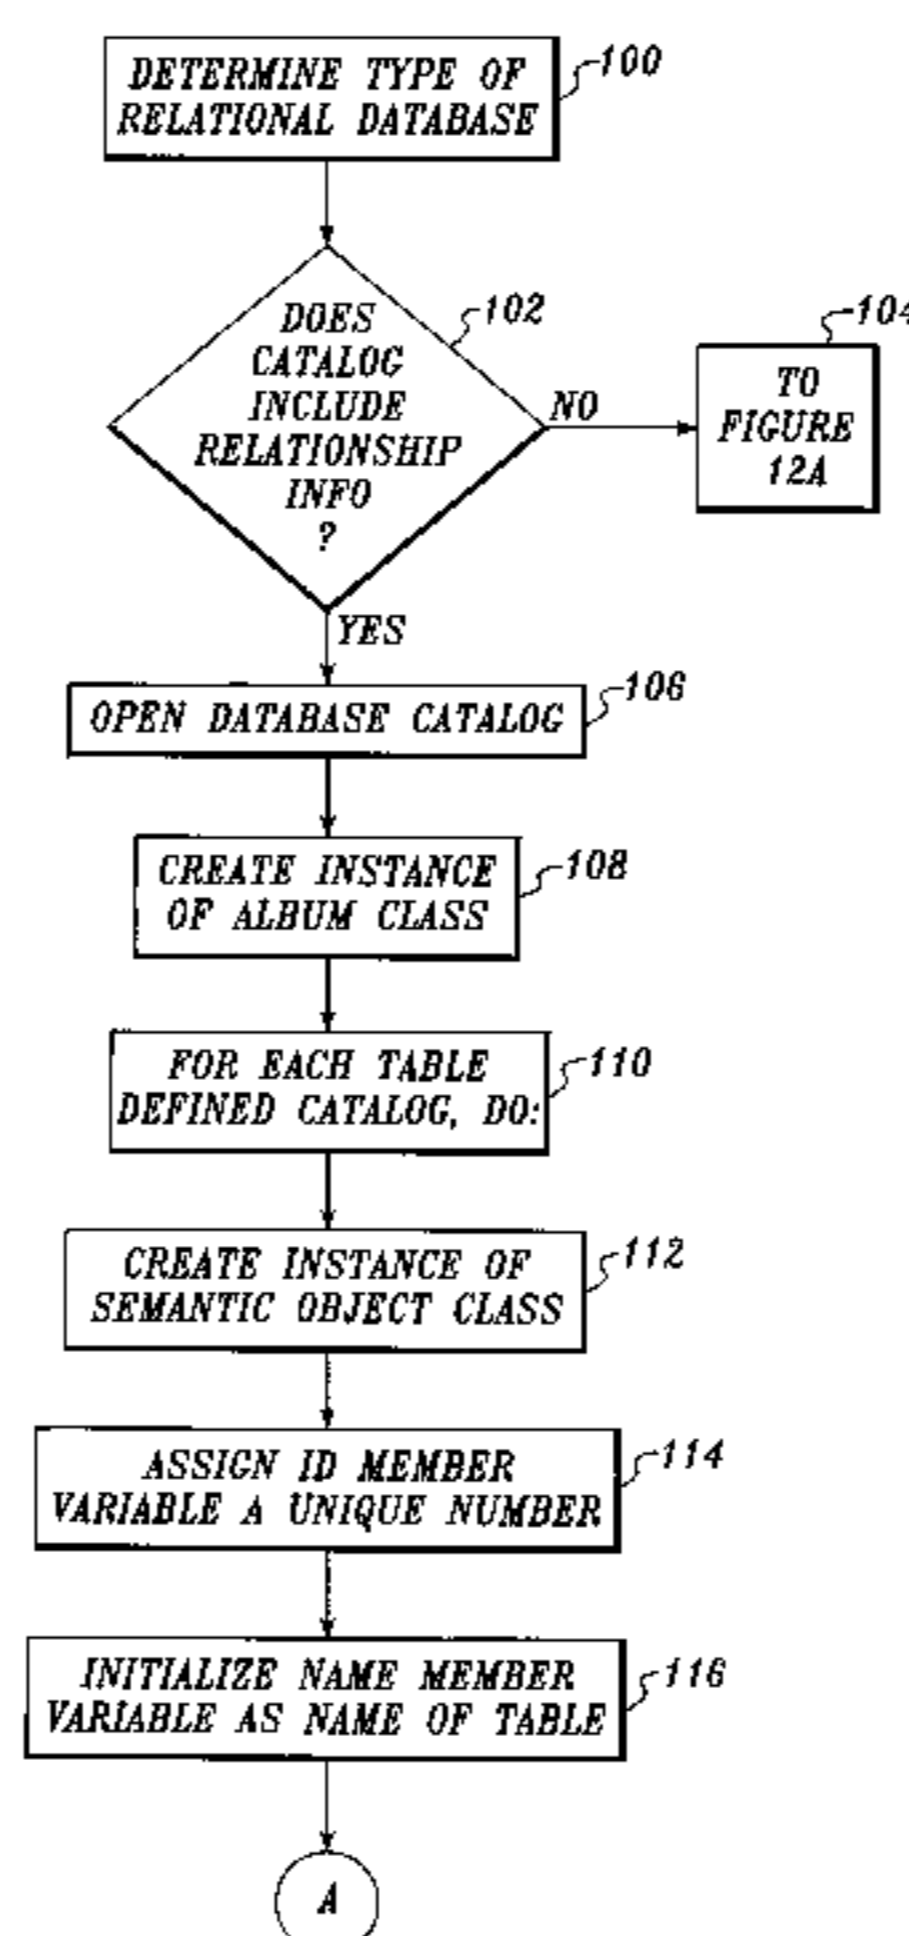 DETERMINE TYPE OF
RELATIONAL DATABASE
100
DOES
CATALOG
INCLUDE
RELATIONSHIP
INFO
?
102
NO
104
TO
FIGURE
12A
YES
OPEN DATABASE CATALOG
106
CREATE INSTANCE
OF ALBUM CLASS
108
FOR EACH TABLE
DEFINED CATALOG, DO:
110
CREATE INSTANCE OF
SEMANTIC OBJECT CLASS
112
ASSIGN ID MEMBER
VARIABLE A UNIQUE NUMBER
114
INITIALIZE NAME MEMBER
VARIABLE AS NAME OF TABLE
116
A